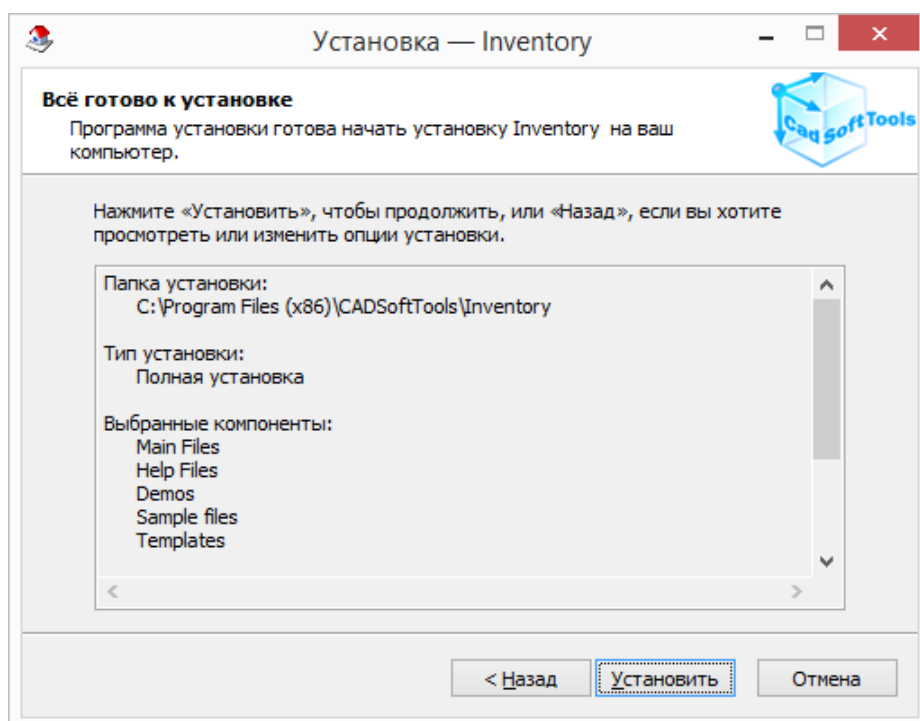 Установка — Inventory
Всё готово к установке
Программа установки готова начать установку Inventory на ваш
компьютер.
Cad Soft Tools
Нажмите «Установить», чтобы продолжить, или «Назад», если вы хотите
просмотреть или изменить опции установки.
Папка установки:
C:\Program Files (x86)\CADSoftTools\Inventory
Тип установки:
Полная установка
Выбранные компоненты:
Main Files
Help Files
Demos
Sample files
Templates
< Назад
Установить
Отмена